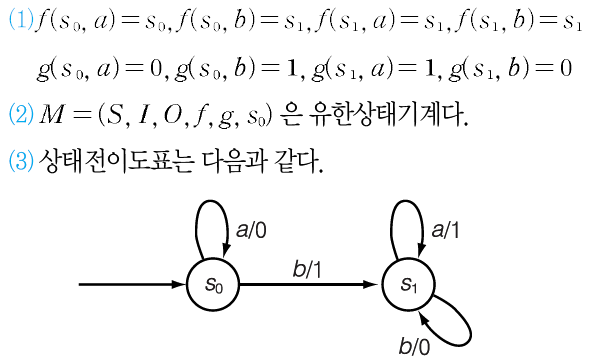 (1) f(s₀, a)=s₀, f(s₀, b)=s₁, f(s₁, a)=s₁, f(s₁, b)=s₁
g(s₀, a)=0, g(s₀, b)=1, g(s₁, a)=1, g(s₁, b)=0
(2) M=(S, I, O, f, g, s₀) 은 유한상태기계다.
(3) 상태전이도표는 다음과 같다.
a/0
a/1
b/1
s₀
s₁
b/0